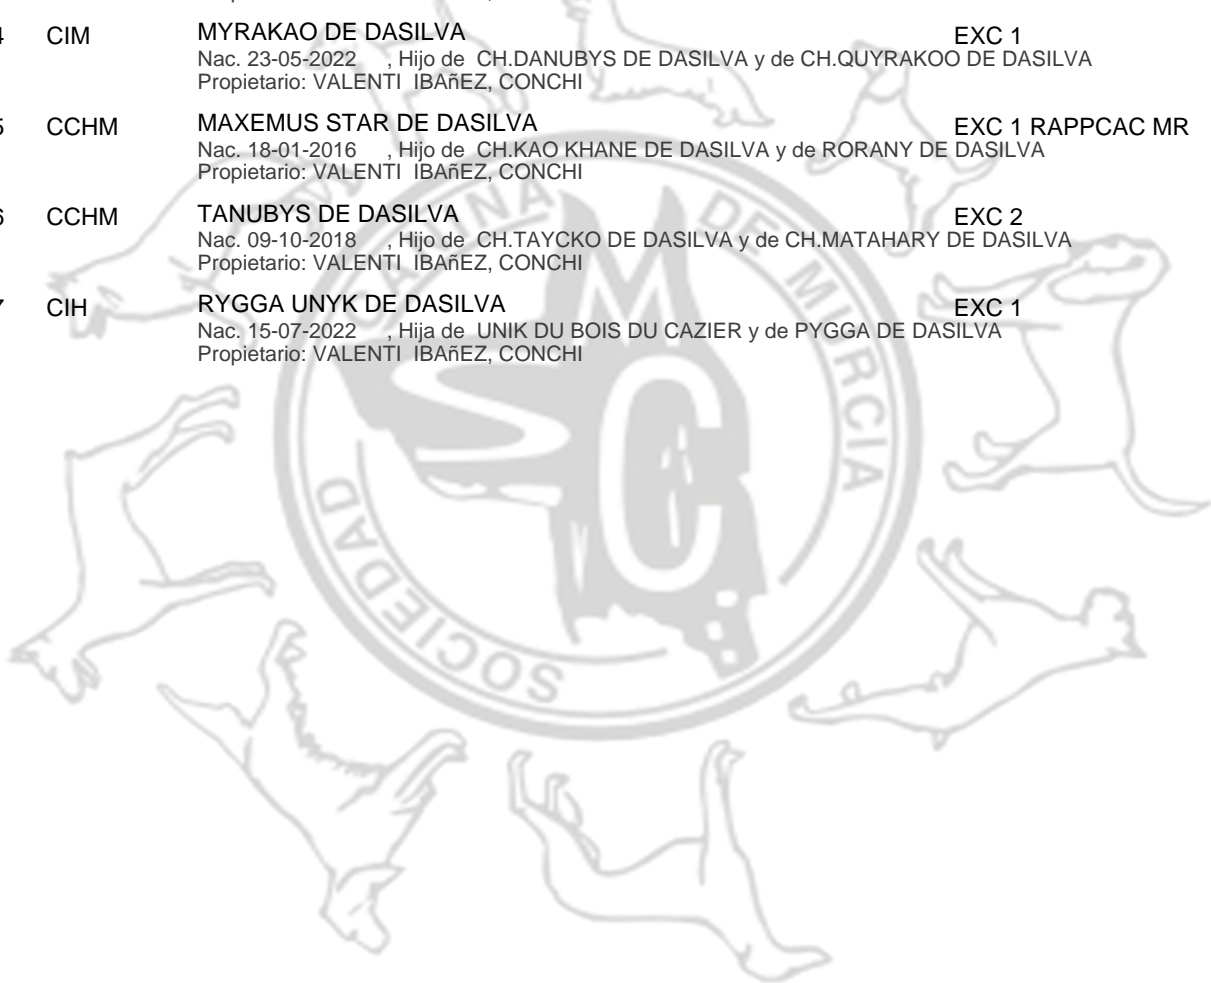 4 CIM MYRAKAO DE DASILVA EXC 1
Nac. 23-05-2022 , Hijo de CH.DANUBYS DE DASILVA y de CH.QUYRAKOO DE DASILVA
Propietario: VALENTI IBAñEZ, CONCHI
5 CCHM MAXEMUS STAR DE DASILVA EXC 1 RAPPCAC MR
Nac. 18-01-2016 , Hijo de CH.KAO KHANE DE DASILVA y de RORANY DE DASILVA
Propietario: VALENTI IBAñEZ, CONCHI
6 CCHM TANUBYS DE DASILVA EXC 2
Nac. 09-10-2018 , Hijo de CH.TAYCKO DE DASILVA y de CH.MATAHARY DE DASILVA
Propietario: VALENTI IBAñEZ, CONCHI
7 CIH RYGGA UNYK DE DASILVA EXC 1
Nac. 15-07-2022 , Hija de UNIK DU BOIS DU CAZIER y de PYGGA DE DASILVA
Propietario: VALENTI IBAñEZ, CONCHI
SOCIEDAD CANINA DE MURCIA